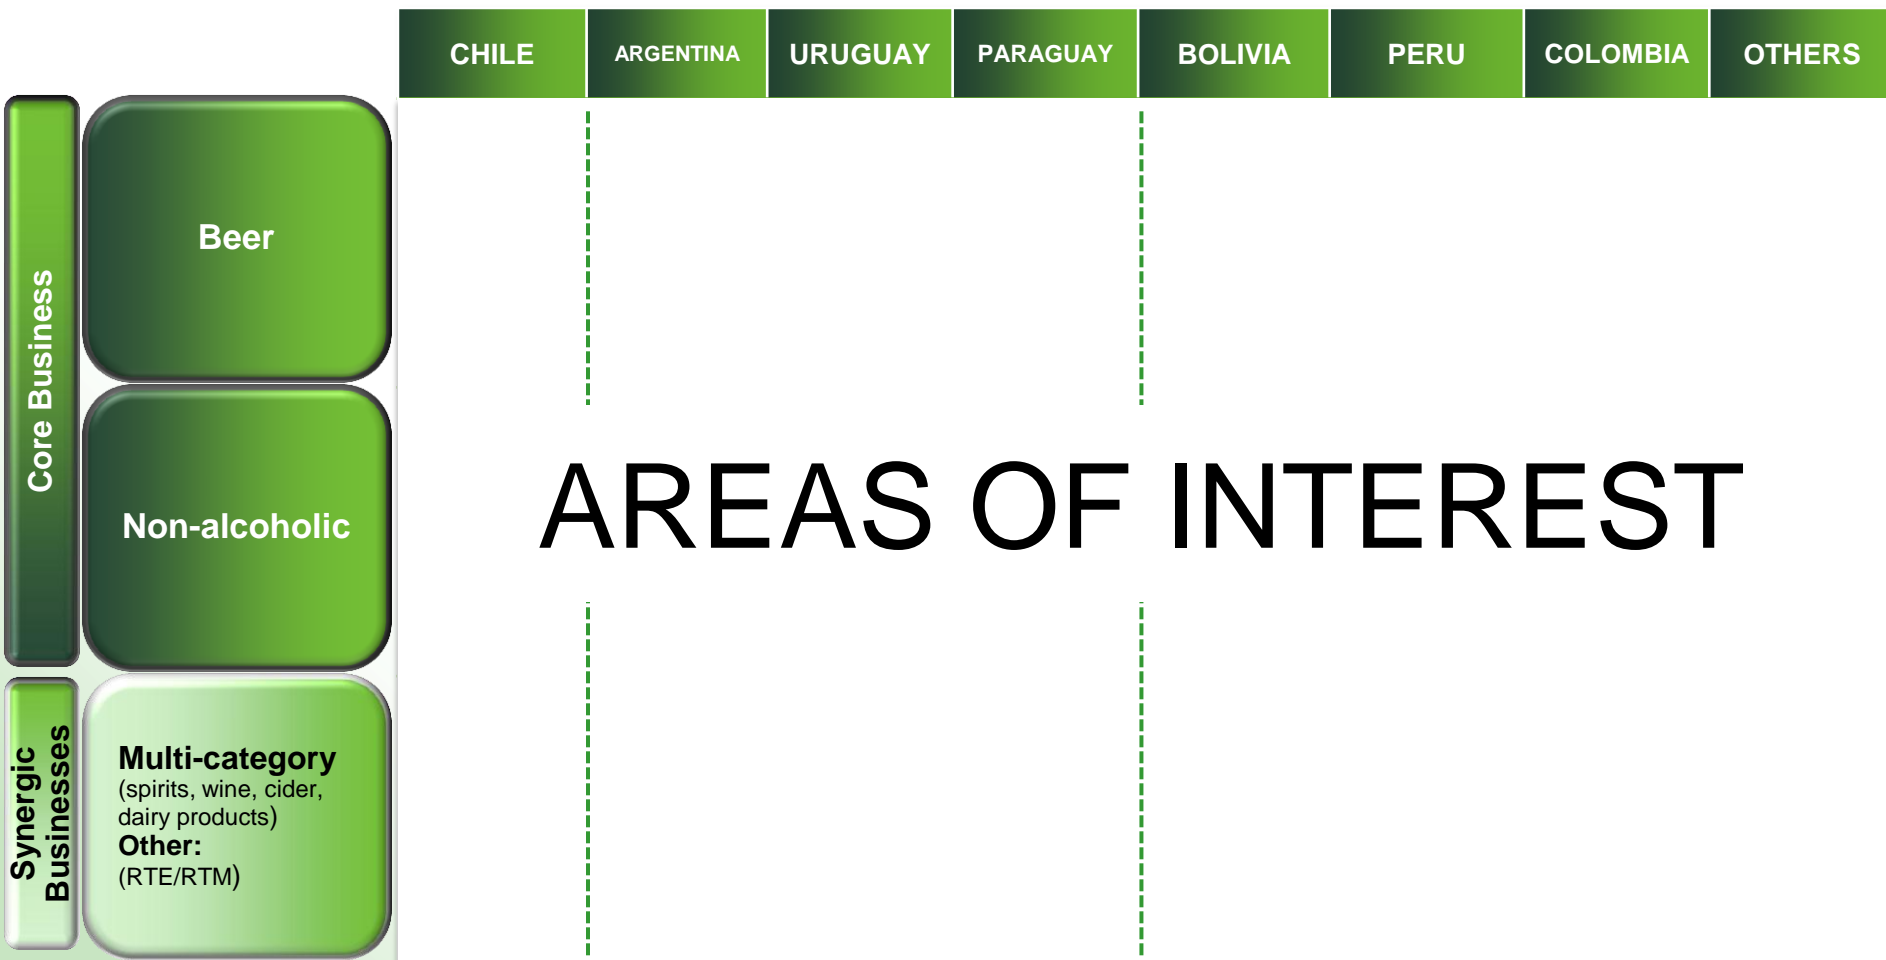 CHILE ARGENTINA URUGUAY PARAGUAY BOLIVIA PERU COLOMBIA OTHERS
Core Business
Beer
Non-alcoholic
AREAS OF INTEREST
Synergic
Businesses
Multi-category
(spirits, wine, cider,
dairy products)
Other:
(RTE/RTM)